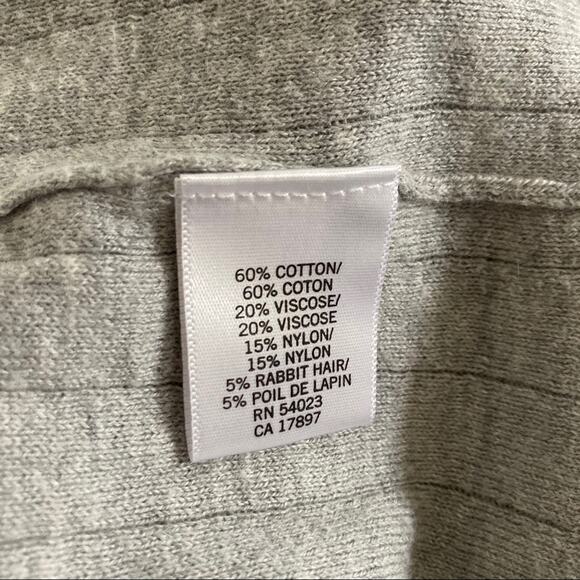 60% COTTON/
60% COTON
20% VISCOSE/
20% VISCOSE
15% NYLON/
15% NYLON
5% RABBIT HAIR/
5% POIL DE LAPIN
RN 54023
CA 17897